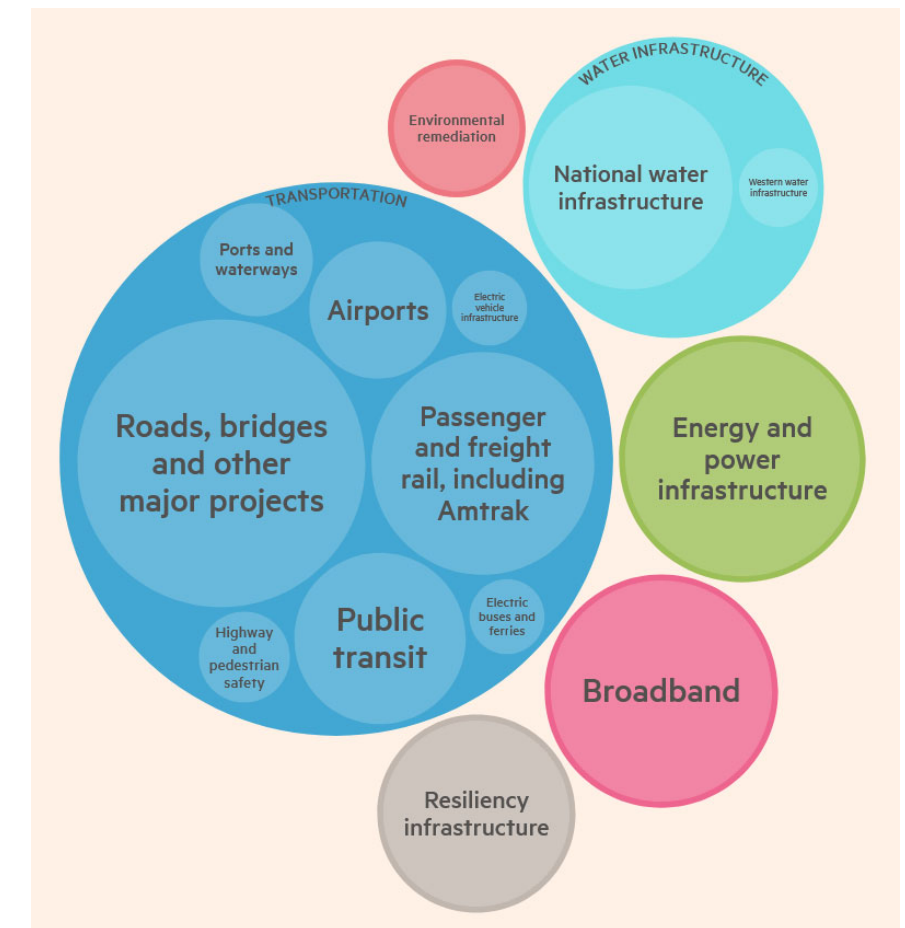 WATER INFRASTRUCTURE
Environmental
remediation
National water
infrastructure
Western water
infrastructure
TRANSPORTATION
Ports and
waterways
Airports
Electric
vehicle
infrastructure
Roads, bridges
and other
major projects
Passenger
and freight
rail, including
Amtrak
Energy and
power
infrastructure
Public
transit
Electric
buses and
ferries
Highway
and
pedestrian
safety
Broadband
Resiliency
infrastructure